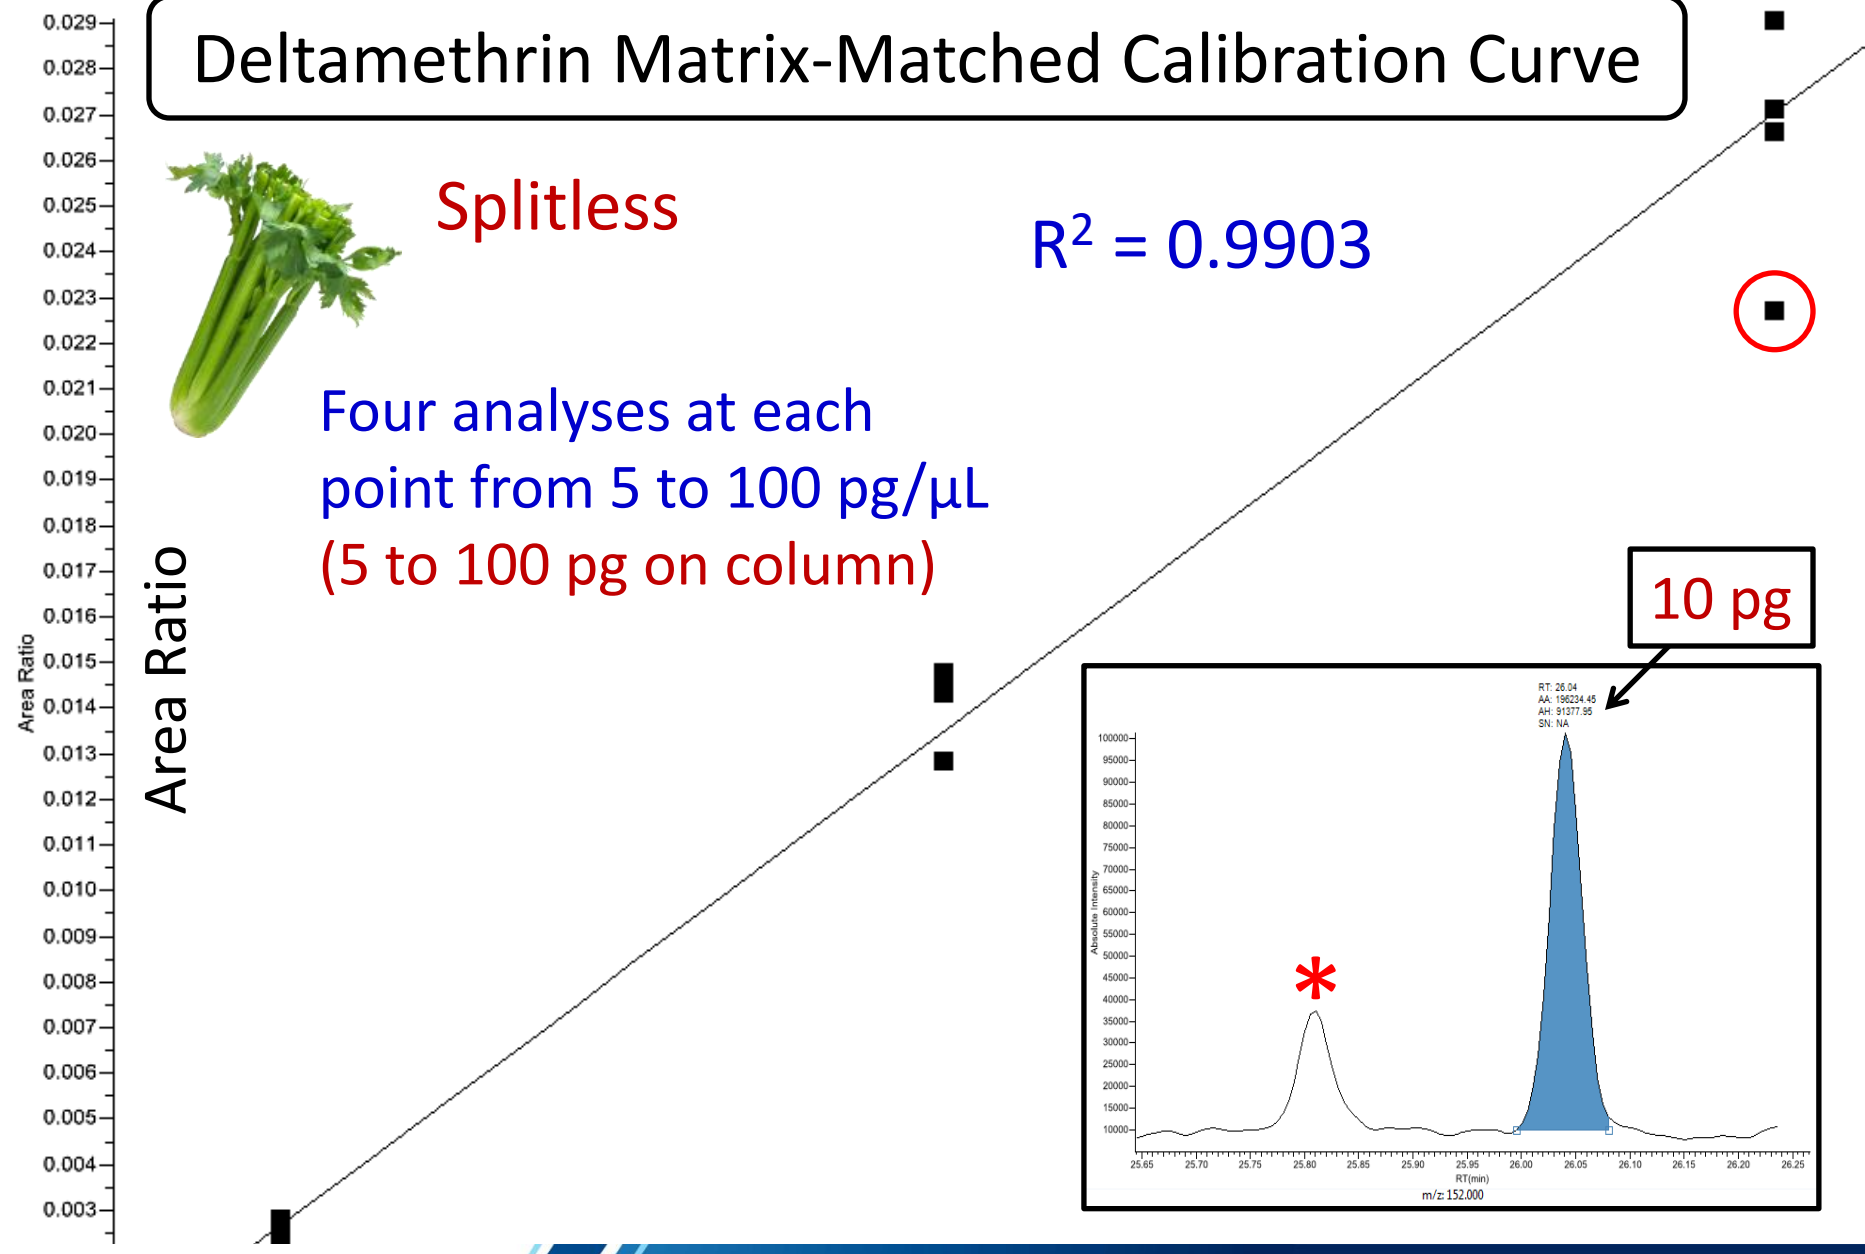 Deltamethrin Matrix-Matched Calibration Curve
Splitless
R² = 0.9903
Four analyses at each
point from 5 to 100 pg/µL
(5 to 100 pg on column)
0.029
0.028
0.027
0.026
0.025
0.024
0.023
0.022
0.021
0.020
0.019
0.018
0.017
0.016
0.015
0.014
0.013
0.012
0.011
0.010
0.009
0.008
0.007
0.006
0.005
0.004
0.003
Area Ratio
Area Ratio
10 pg
RT: 26.04
AA: 196234.45
AH: 91377.95
SN: NA
*
100000
95000
90000
85000
80000
75000
70000
65000
60000
55000
50000
45000
40000
35000
30000
25000
20000
15000
10000
Absolute Intensity
25.65 25.70 25.75 25.80 25.85 25.90 25.95 26.00 26.05 26.10 26.15 26.20 26.25
RT(min)
m/z: 152.000